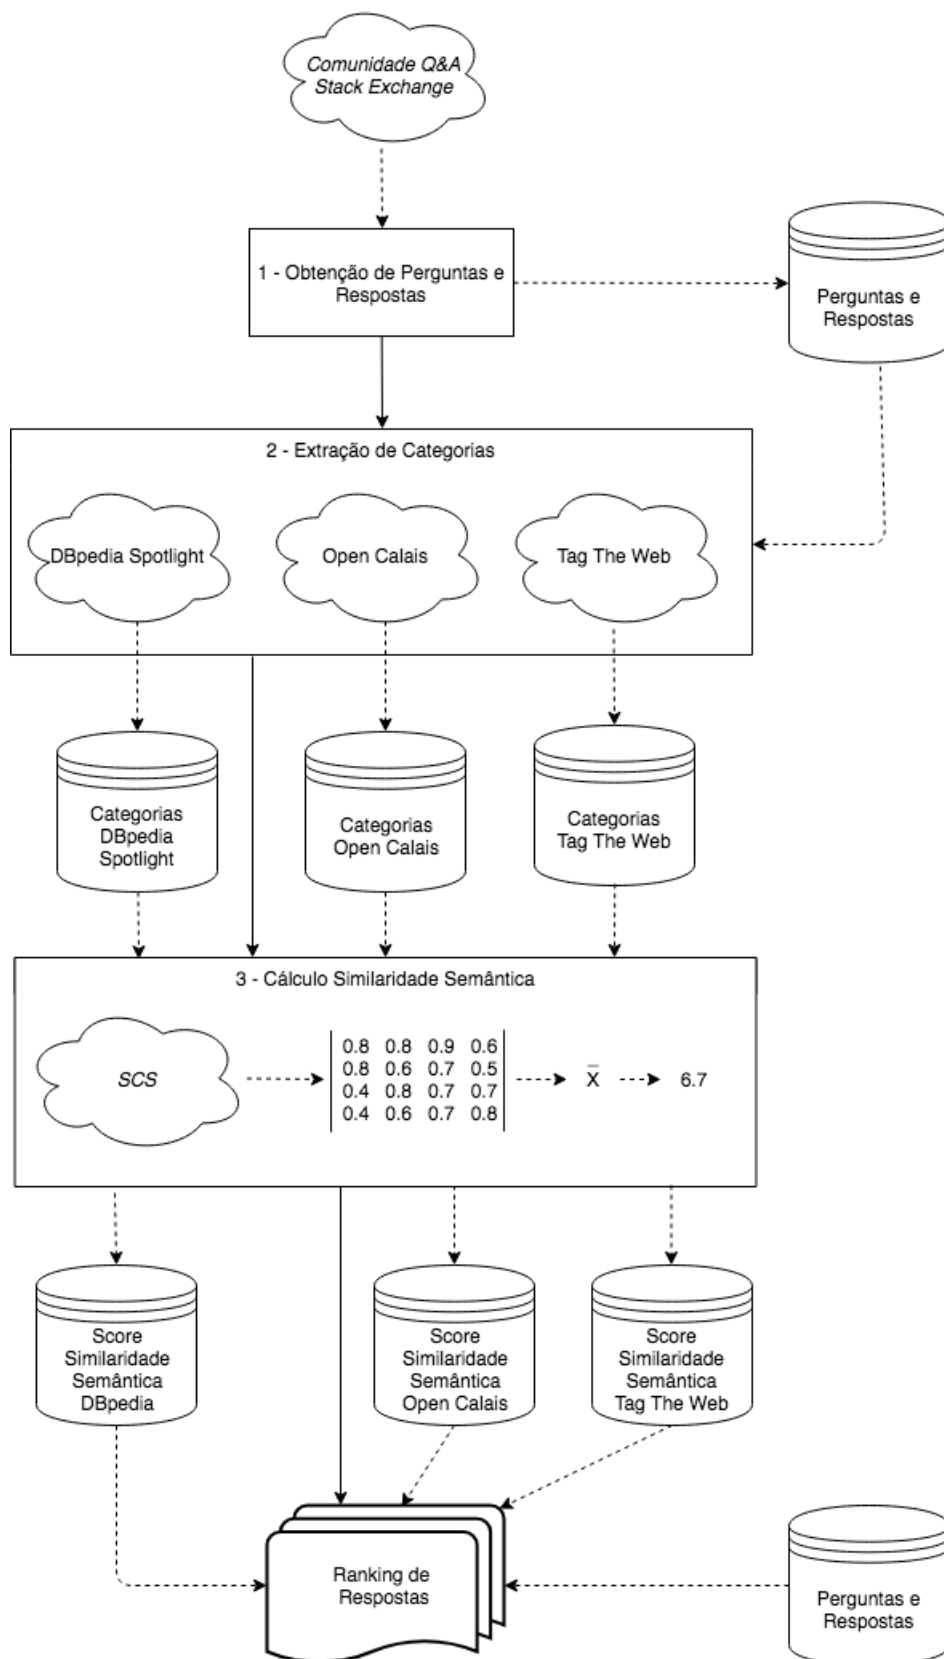 Comunidade Q&A
Stack Exchange
1 - Obtenção de Perguntas e
Respostas
Perguntas e
Respostas
2 - Extração de Categorias
DBpedia Spotlight
Open Calais
Tag The Web
Categorias
DBpedia
Spotlight
Categorias
Open Calais
Categorias
Tag The Web
3 - Cálculo Similaridade Semântica
SCS
0.8 0.8 0.9 0.6
0.8 0.6 0.7 0.5
0.4 0.8 0.7 0.7
0.4 0.6 0.7 0.8
X̄
6.7
Score
Similaridade
Semântica
DBpedia
Score
Similaridade
Semântica
Open Calais
Score
Similaridade
Semântica
Tag The Web
Ranking de
Respostas
Perguntas e
Respostas